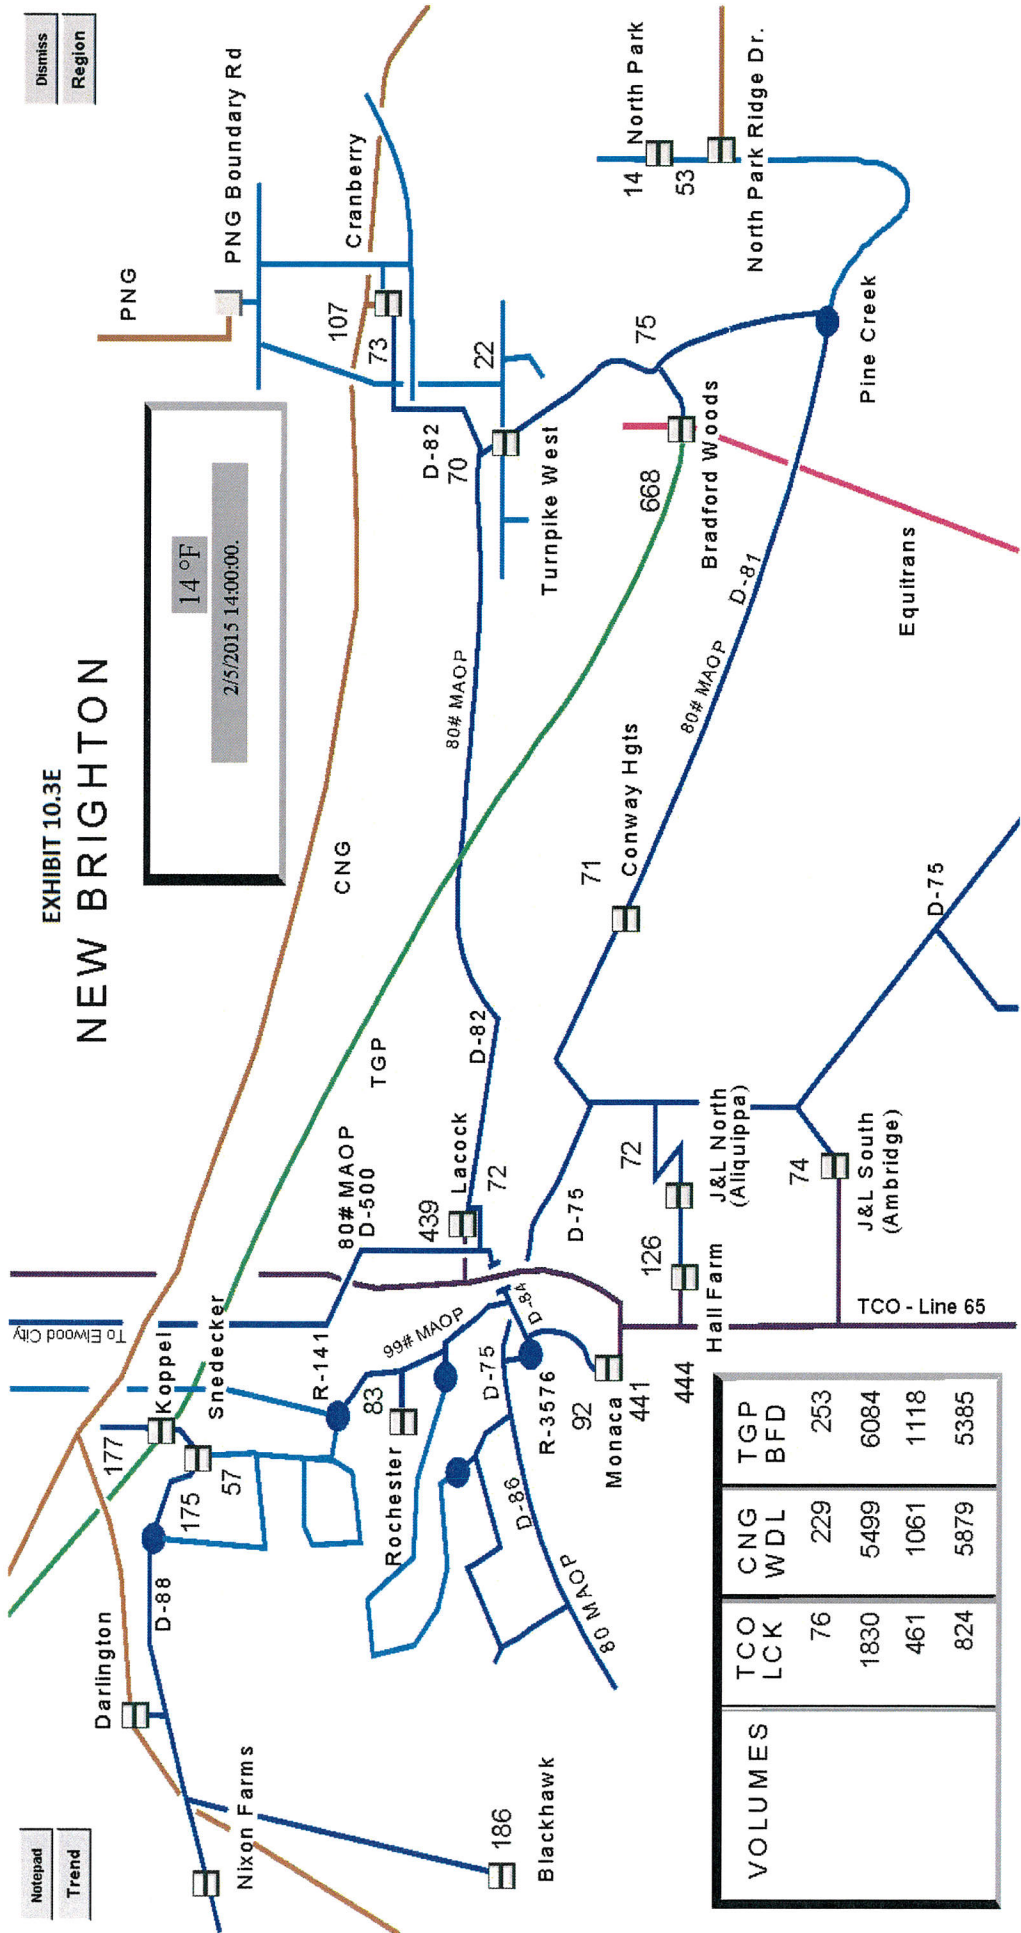 EXHIBIT 10.3E
NEW BRIGHTON
Notepad
Trend
Dismiss
Region
14 °F
2/5/2015 14:00:00.
Darlington
Nixon Farms
186
Blackhawk
D-88
175
177
Koppel
Snedecker
57
To Elwood City
R-141
83
Rochester
99# MAOP
D-75
D-84
R-3576
92
Monaca
441
444
D-86
80 MAOP
80# MAOP
D-500
439
Lacock
72
D-82
TGP
CNG
80# MAOP
D-75
126
Hall Farm
72
J&L North
(Aliquippa)
74
J&L South
(Ambridge)
TCO - Line 65
D-75
71
Conway Hgts
80# MAOP
D-81
Equitrans
668
Bradford Woods
75
Pine Creek
D-82
70
Turnpike West
22
73
107
Cranberry
PNG
PNG Boundary Rd
14
North Park
53
North Park Ridge Dr.
VOLUMES
TCO LCK
CNG WDL
TGP BFD
76 229 253
1830 5499 6084
461 1061 1118
824 5879 5385